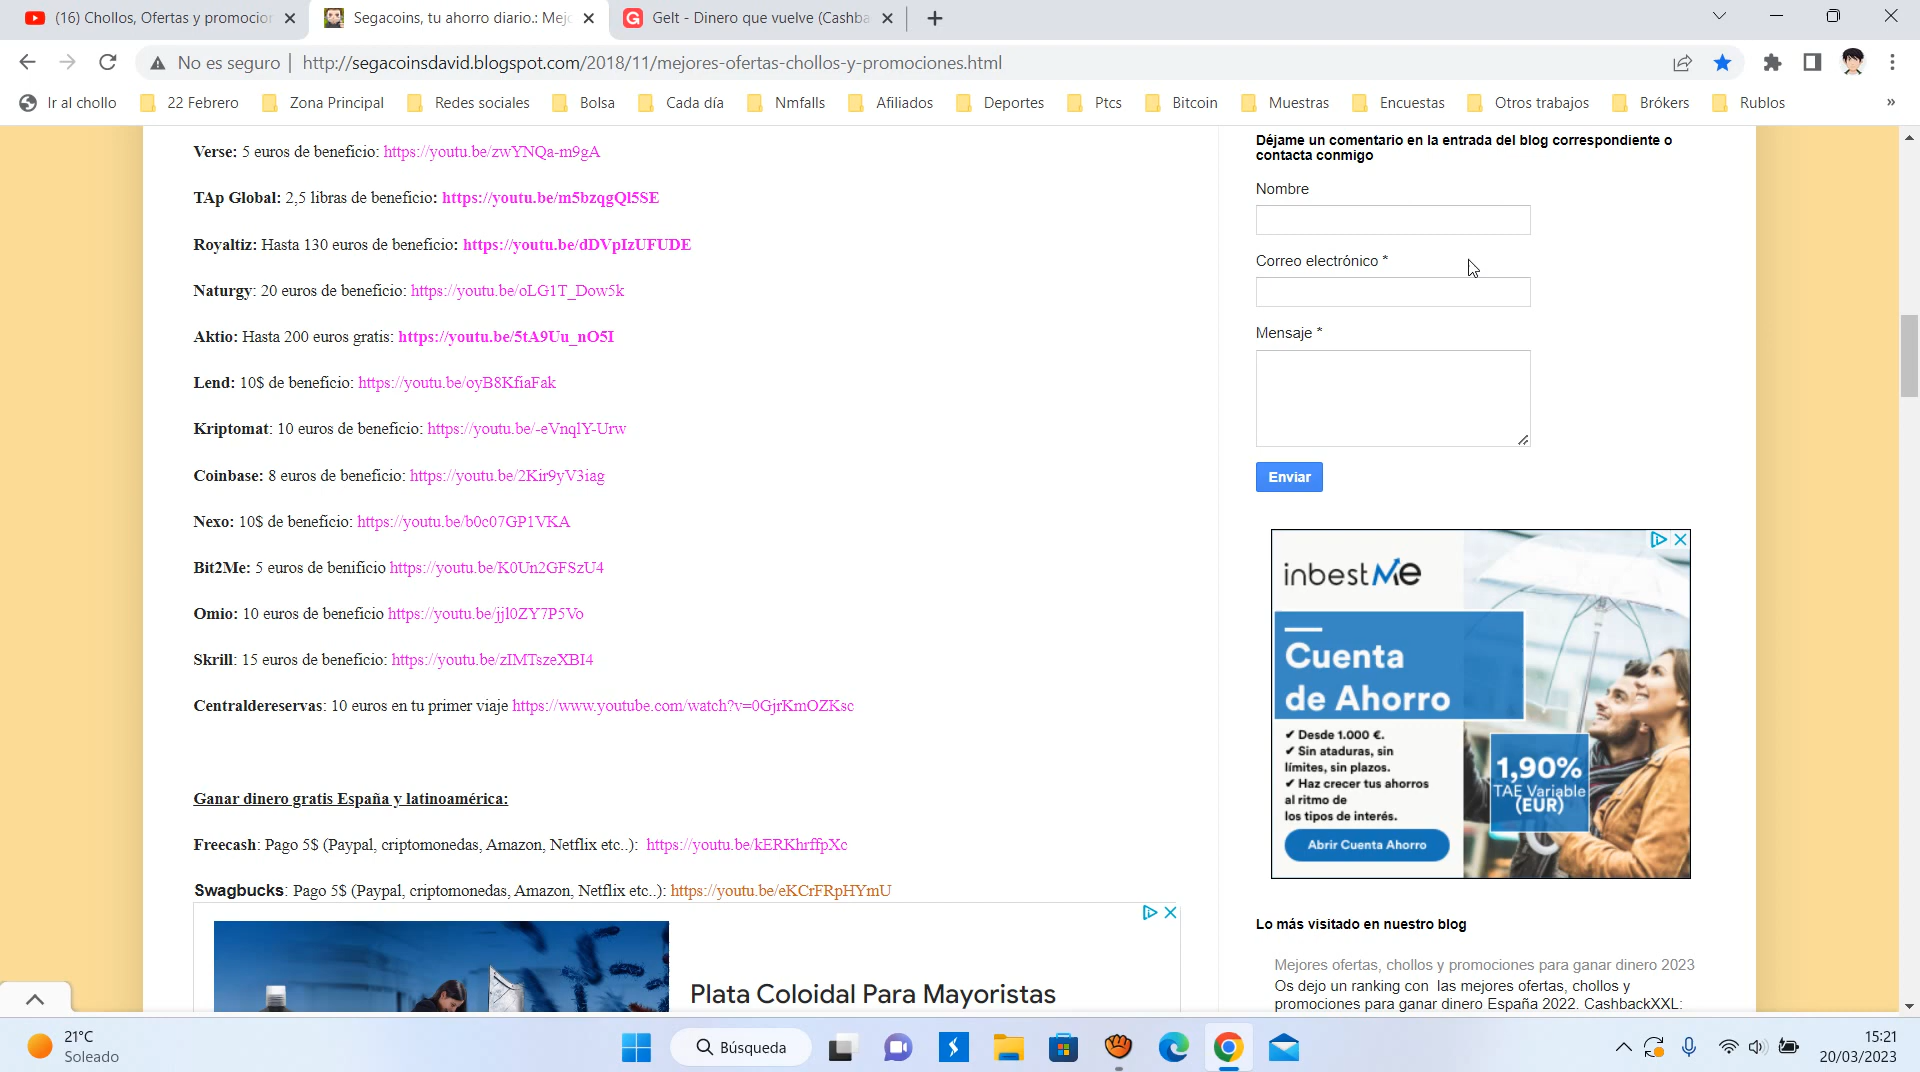 (16) Chollos, Ofertas y promocion
Segacoins, tu ahorro diario.: Mejo
Gelt - Dinero que vuelve (Cashba
No es seguro | http://segacoinsdavid.blogspot.com/2018/11/mejores-ofertas-chollos-y-promociones.html
Ir al chollo
22 Febrero
Zona Principal
Redes sociales
Bolsa
Cada día
Nmfalls
Afiliados
Deportes
Ptcs
Bitcoin
Muestras
Encuestas
Otros trabajos
Brókers
Rublos
»
Verse: 5 euros de beneficio: https://youtu.be/zwYNQa-m9gA
TAp Global: 2,5 libras de beneficio: https://youtu.be/m5bzqgQl5SE
Royaltiz: Hasta 130 euros de beneficio: https://youtu.be/dDVpIzUFUDE
Naturgy: 20 euros de beneficio: https://youtu.be/oLG1T_Dow5k
Aktio: Hasta 200 euros gratis: https://youtu.be/5tA9Uu_nO5I
Lend: 10$ de beneficio: https://youtu.be/oyB8KfiaFak
Kriptomat: 10 euros de beneficio: https://youtu.be/-eVnqlY-Urw
Coinbase: 8 euros de beneficio: https://youtu.be/2Kir9yV3iag
Nexo: 10$ de beneficio: https://youtu.be/b0c07GP1VKA
Bit2Me: 5 euros de benificio https://youtu.be/K0Un2GFSzU4
Omio: 10 euros de beneficio https://youtu.be/jjl0ZY7P5Vo
Skrill: 15 euros de beneficio: https://youtu.be/zIMTszeXBI4
Centraldereservas: 10 euros en tu primer viaje https://www.youtube.com/watch?v=0GjrKmOZKsc
Ganar dinero gratis España y latinoamérica:
Freecash: Pago 5$ (Paypal, criptomonedas, Amazon, Netflix etc..): https://youtu.be/kERKhrffpXc
Swagbucks: Pago 5$ (Paypal, criptomonedas, Amazon, Netflix etc..): https://youtu.be/eKCrFRpHYmU
Plata Coloidal Para Mayoristas
Déjame un comentario en la entrada del blog correspondiente o
contacta conmigo
Nombre
Correo electrónico *
Mensaje *
Enviar
inbestMe
Cuenta
de Ahorro
✔ Desde 1.000 €.
✔ Sin ataduras, sin
límites, sin plazos.
✔ Haz crecer tus ahorros
al ritmo de
los tipos de interés.
1,90%
TAE Variable
(EUR)
Abrir Cuenta Ahorro
Lo más visitado en nuestro blog
Mejores ofertas, chollos y promociones para ganar dinero 2023
Os dejo un ranking con las mejores ofertas, chollos y
promociones para ganar dinero España 2022. CashbackXXL:
21°C
Soleado
Búsqueda
15:21
20/03/2023